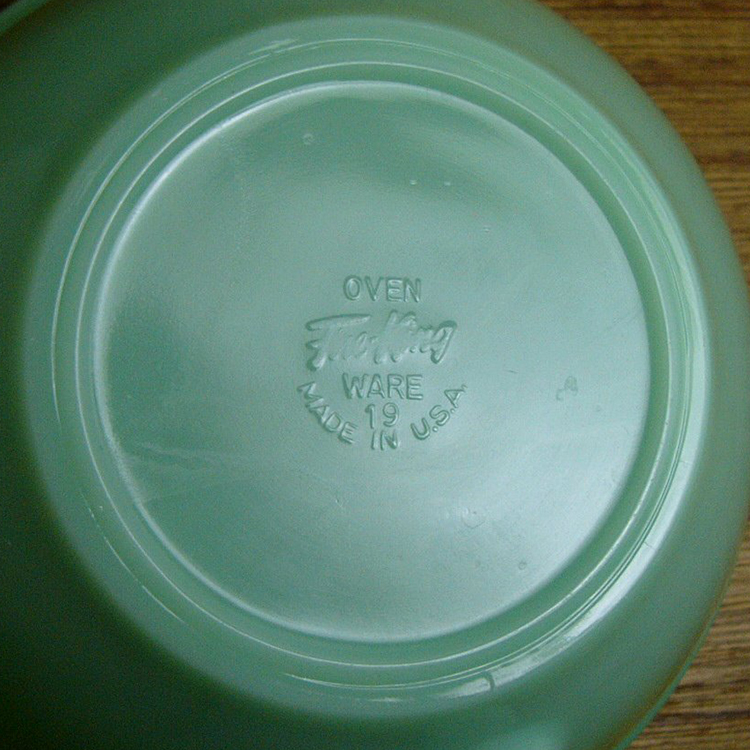 OVEN
Fire-King
WARE
19
MADE IN U.S.A.